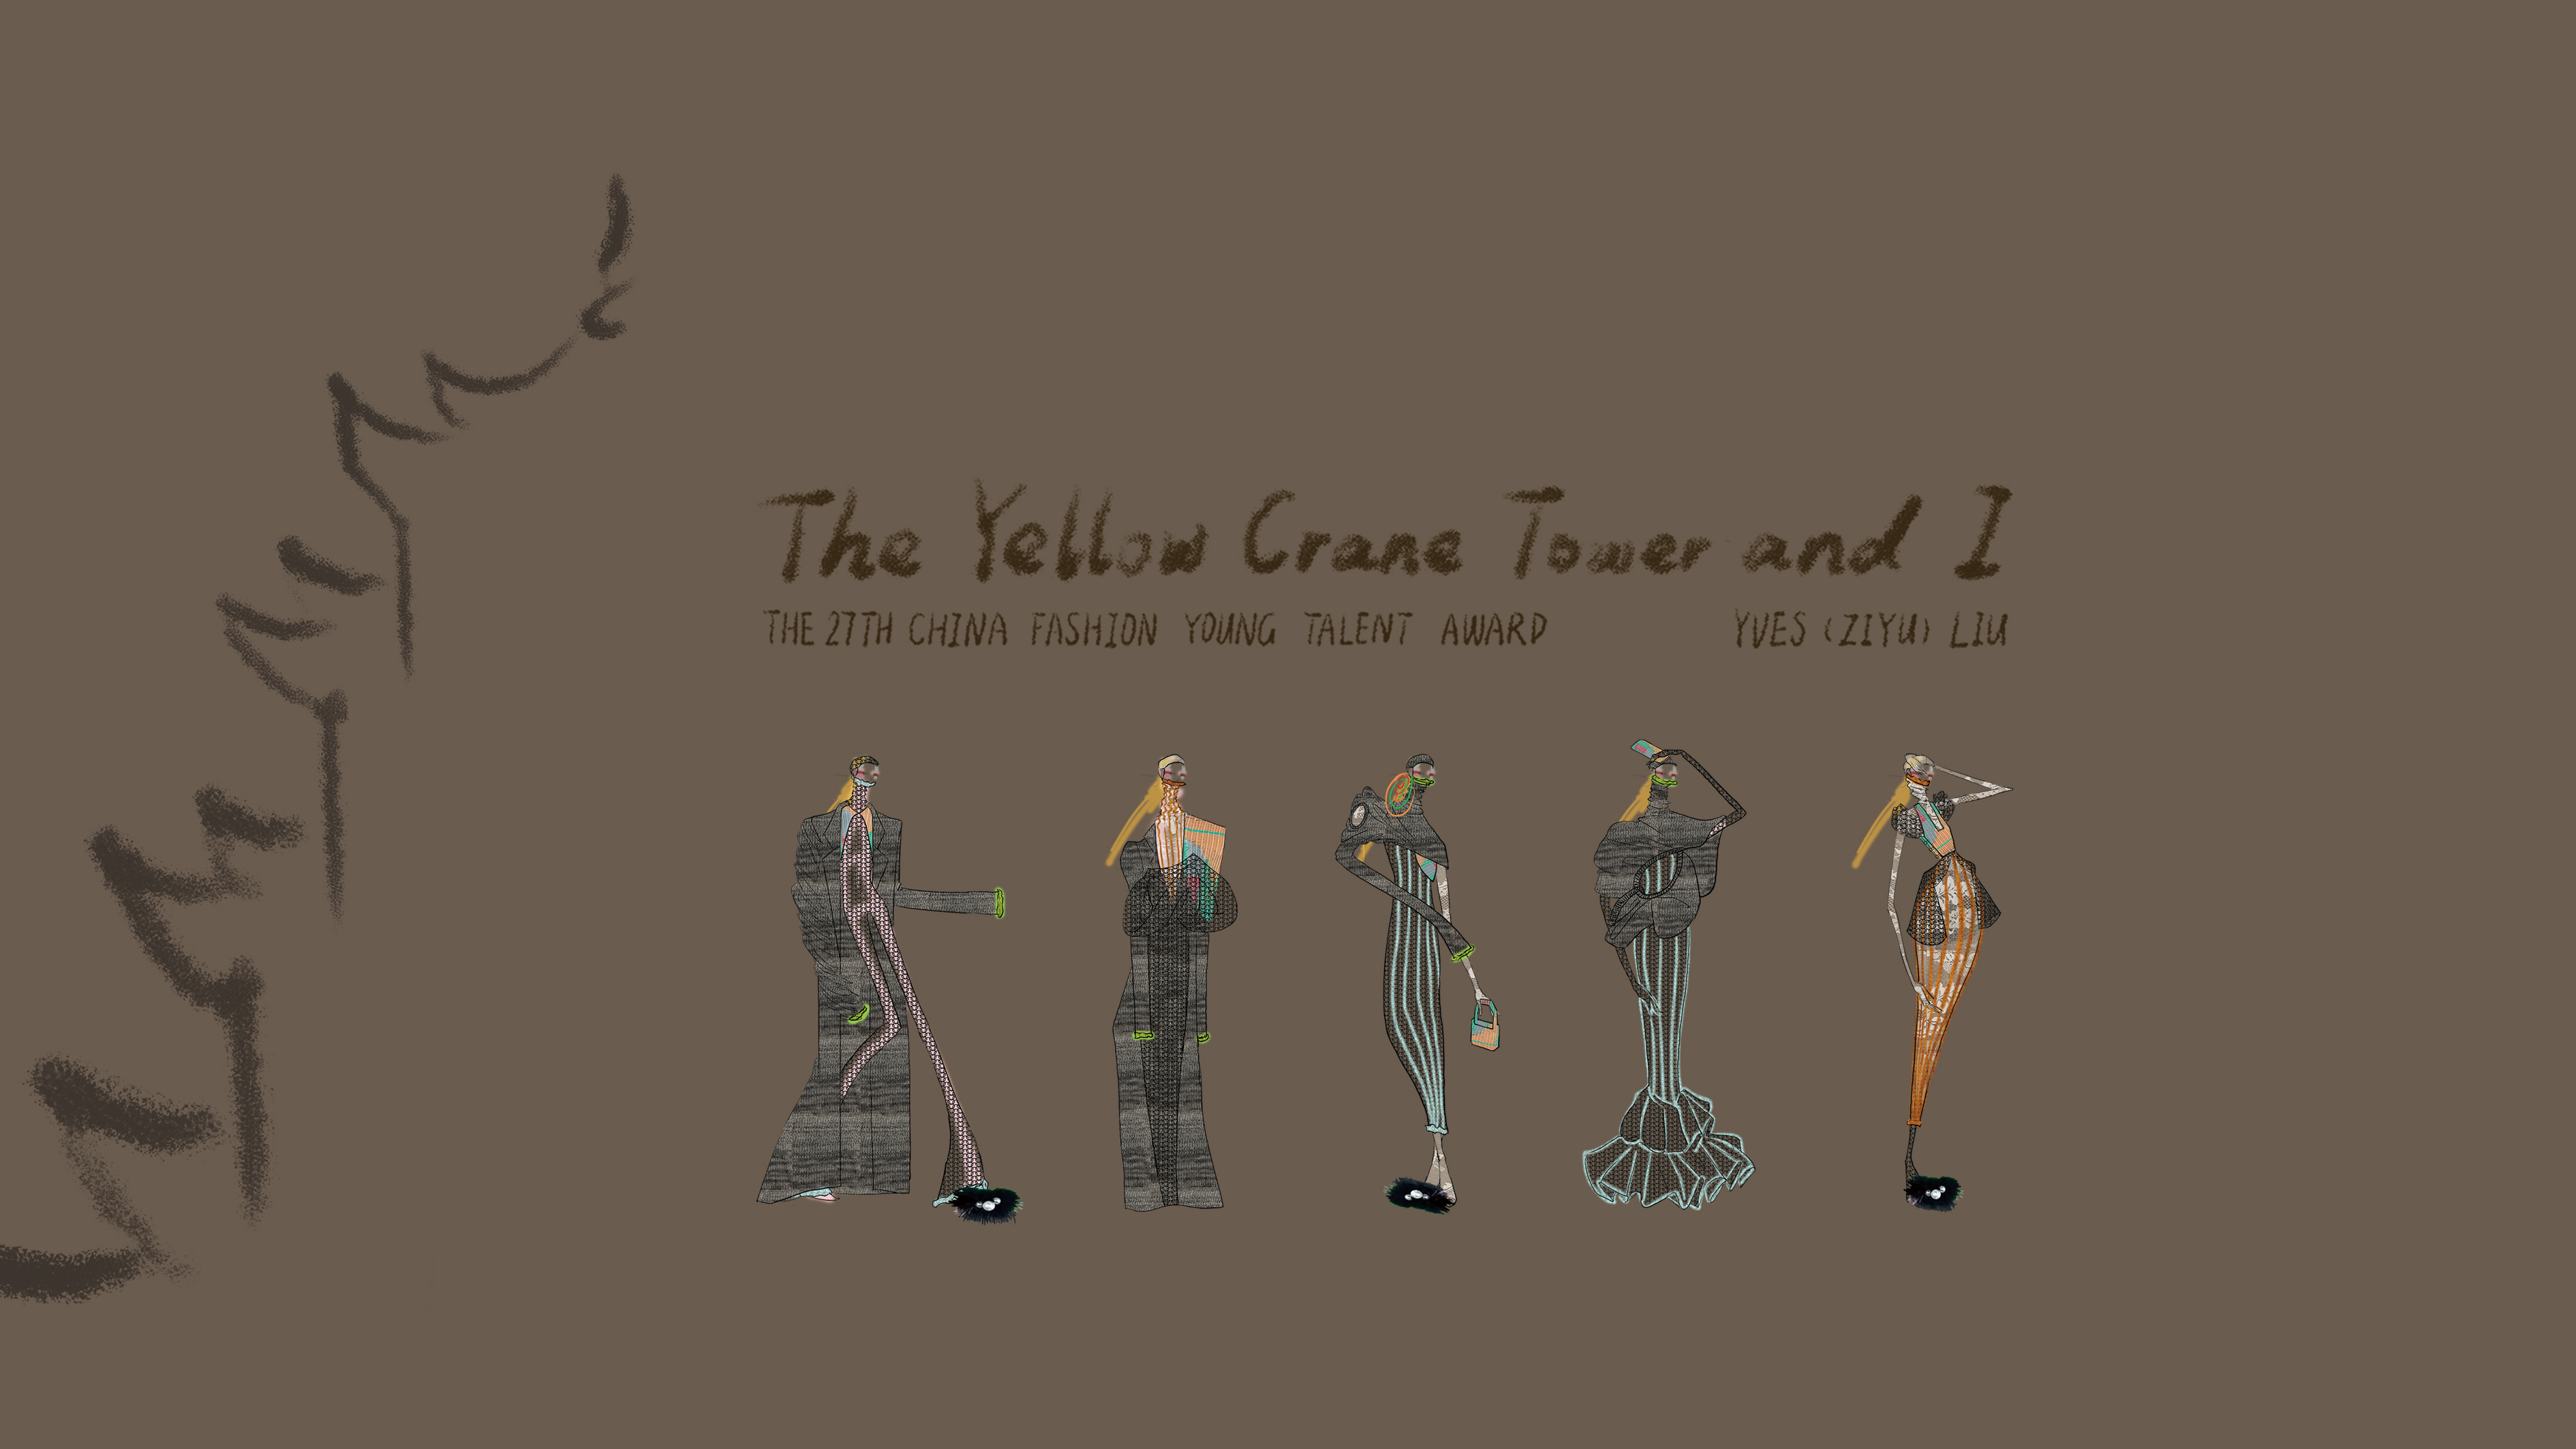 The Yellow Crane Tower and I
THE 27TH CHINA FASHION YOUNG TALENT AWARD
YVES (ZIYU) LIU